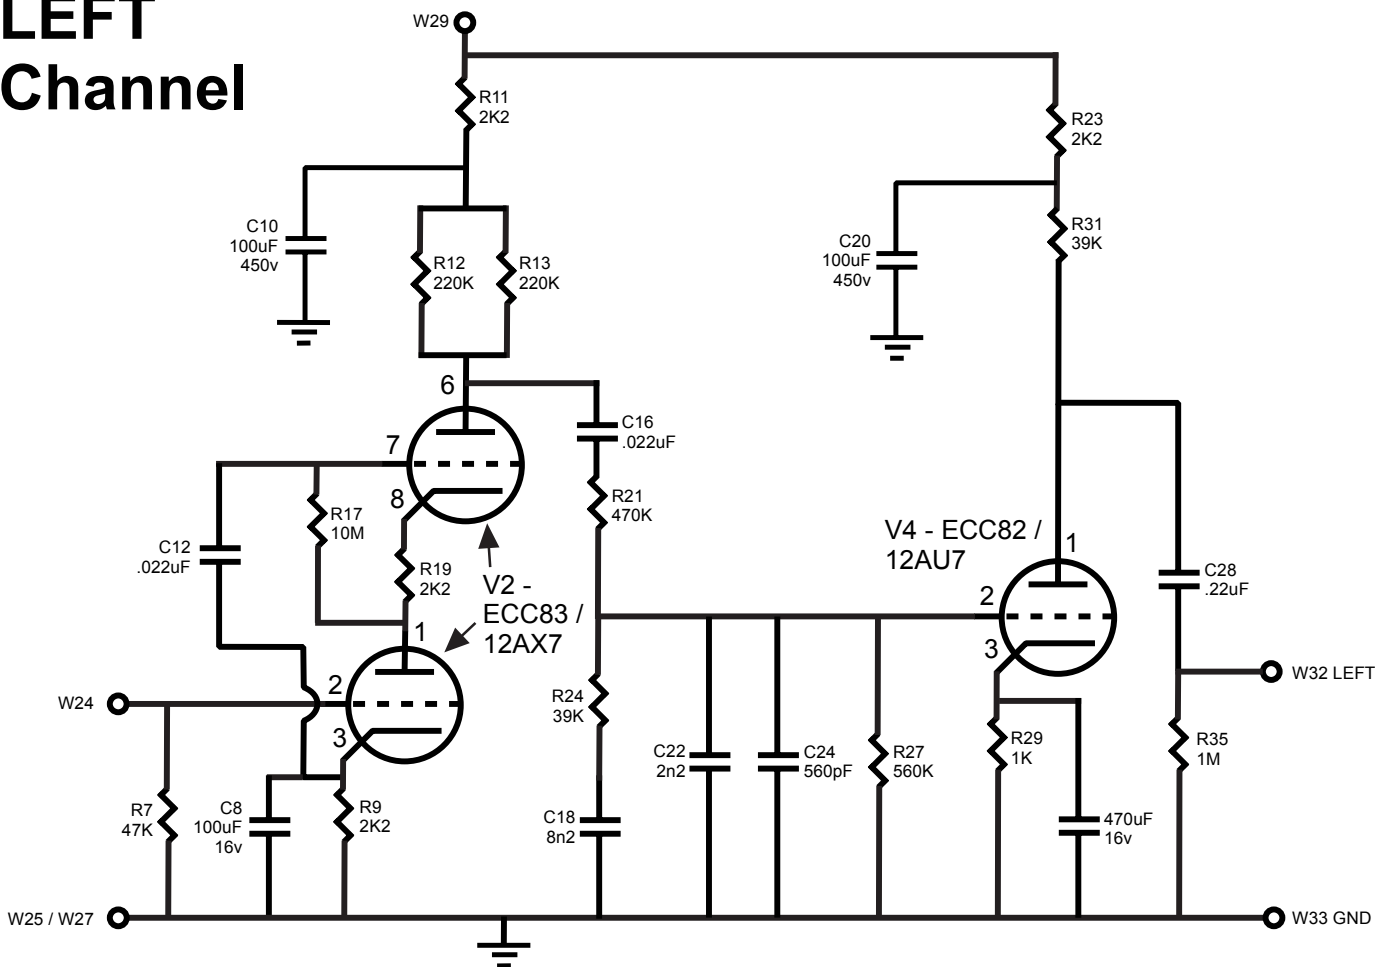 LEFT
Channel
W29
R11
2K2
R23
2K2
C10
100uF
450v
R12
220K
R13
220K
C20
100uF
450v
R31
39K
6
C16
.022uF
7
8
R17
10M
R21
470K
C12
.022uF
R19
2K2
V2 -
ECC83 /
12AX7
V4 - ECC82 /
12AU7
1
2
3
C28
.22uF
1
2
3
W24
W32 LEFT
R24
39K
C22
2n2
C24
560pF
R27
560K
R29
1K
R35
1M
R7
47K
C8
100uF
16v
R9
2K2
C18
8n2
470uF
16v
W25 / W27
W33 GND